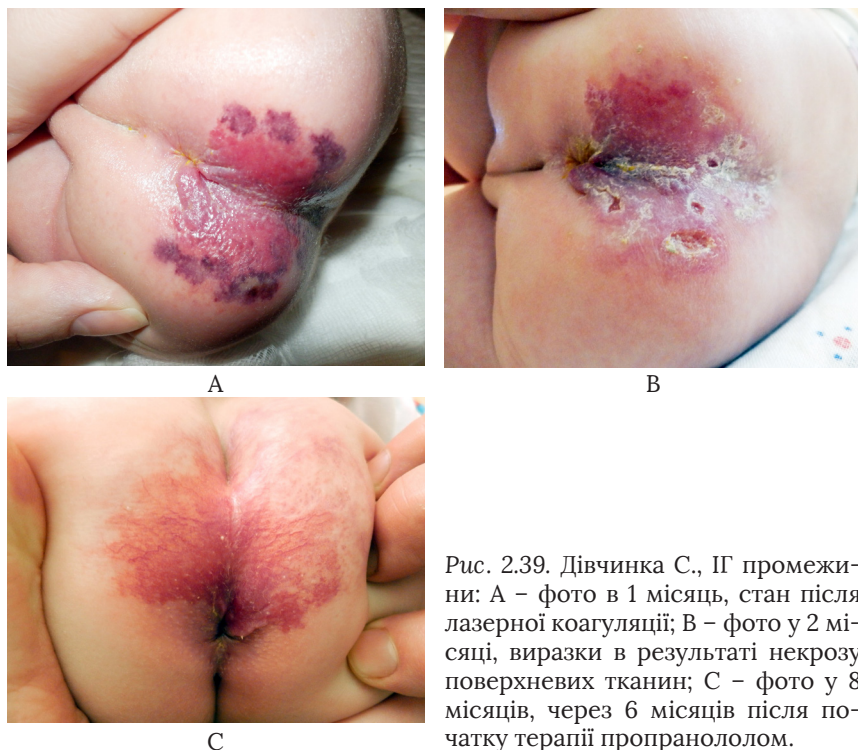 A
B
C
Рис. 2.39. Дівчинка С., ІГ промежи-
ни: А – фото в 1 місяць, стан після
лазерної коагуляції; В – фото у 2 мі-
сяці, виразки в результаті некрозу
поверхневих тканин; С – фото у 8
місяців, через 6 місяців після по-
чатку терапії пропранололом.